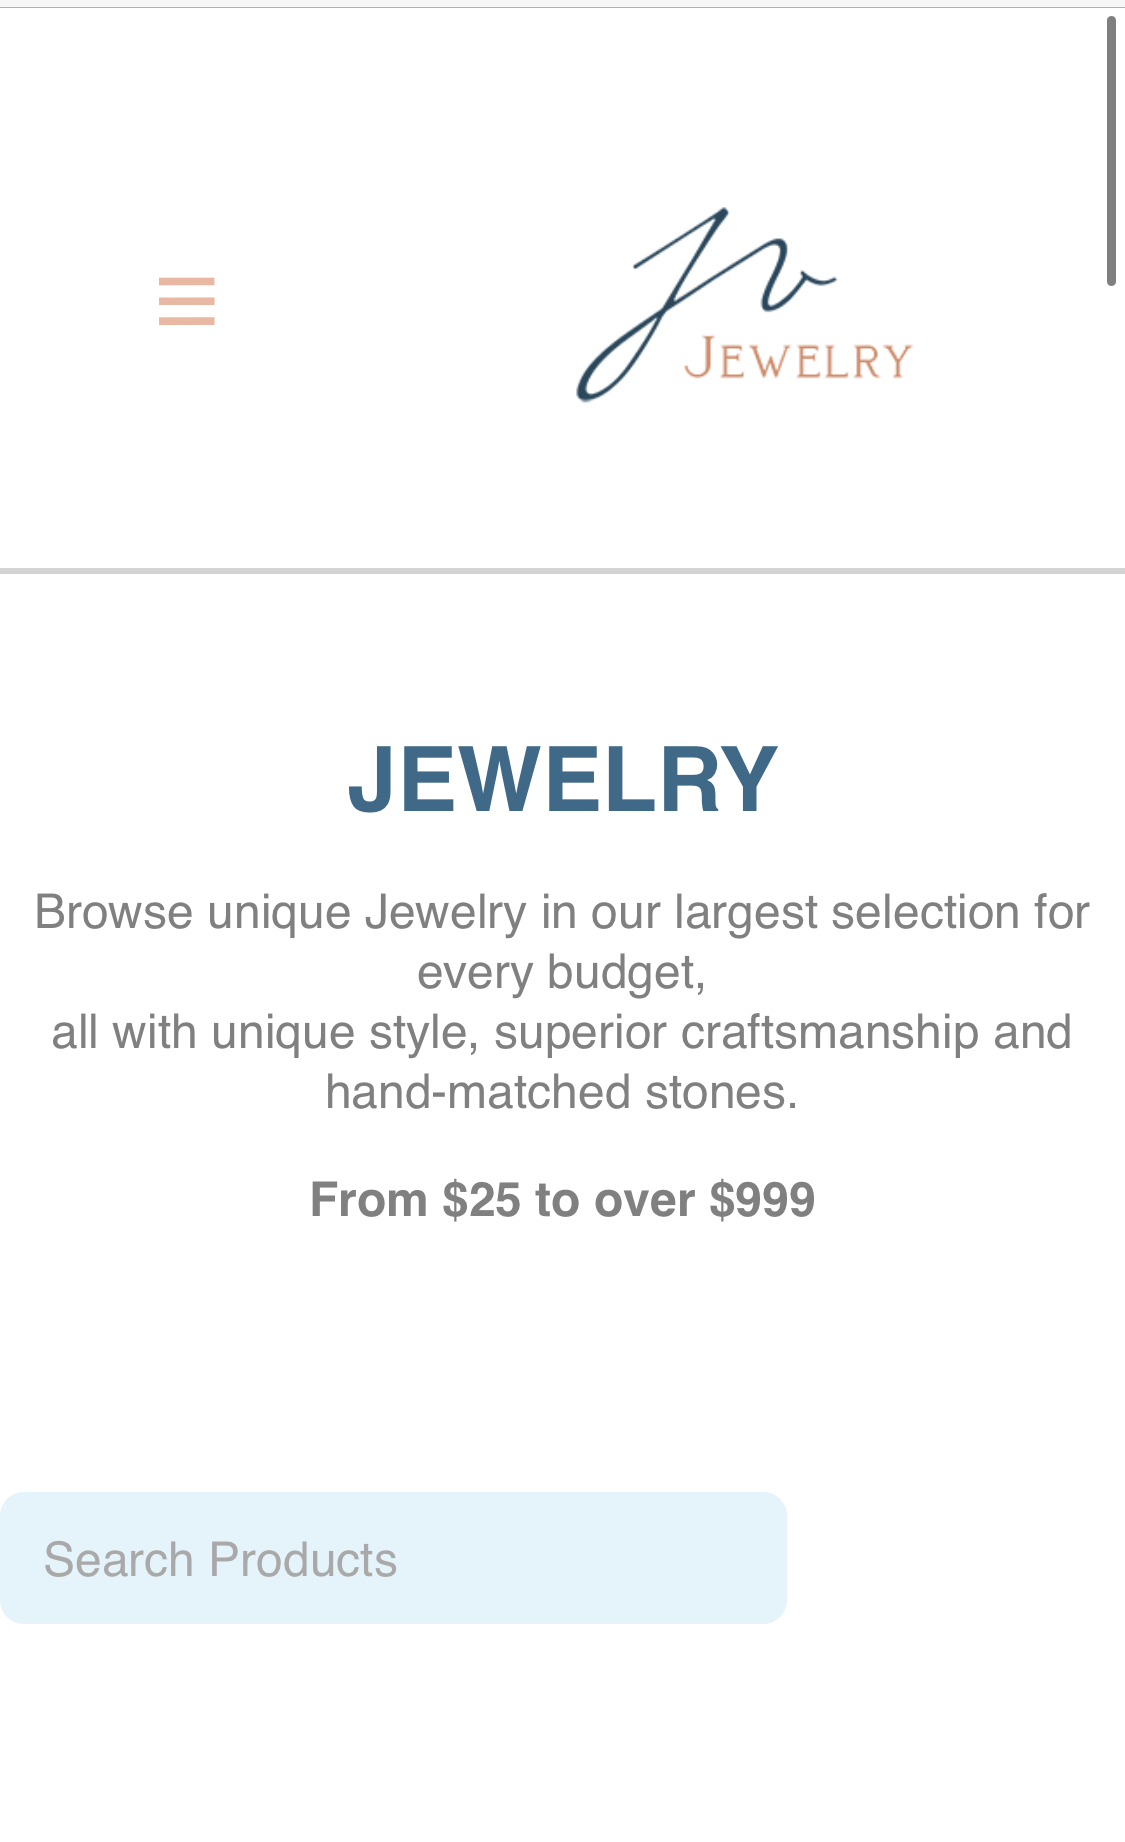 Jv
JEWELRY
JEWELRY
Browse unique Jewelry in our largest selection for
every budget,
all with unique style, superior craftsmanship and
hand-matched stones.
From $25 to over $999
Search Products